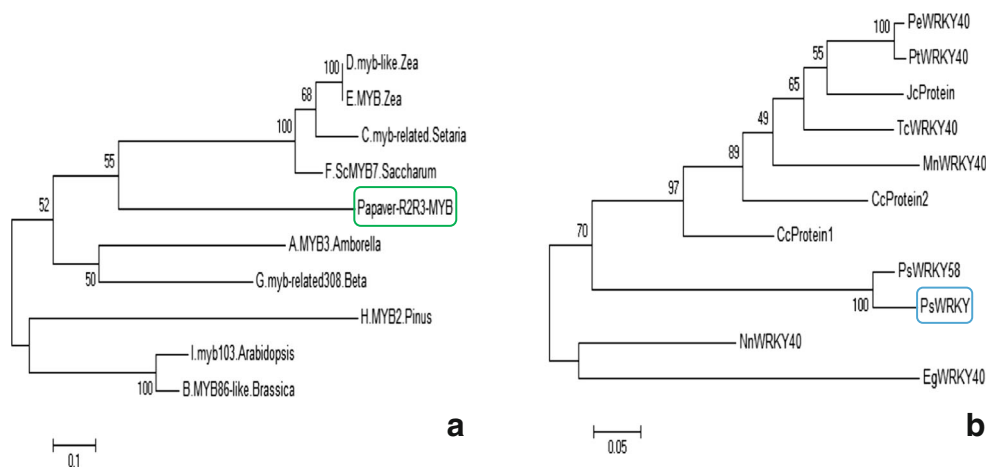 D.myb-like.Zea
100
E.MYB.Zea
68
C.myb-related.Setaria
100
F.ScMYB7.Saccharum
55
Papaver-R2R3-MYB
52
A.MYB3.Amborella
G.myb-related308.Beta
50
H.MYB2.Pinus
I.myb103.Arabidopsis
100
B.MYB86-like.Brassica
0.1
a
PeWRKY40
100
PtWRKY40
55
JcProtein
65
TcWRKY40
49
MnWRKY40
89
CcProtein2
97
CcProtein1
70
PsWRKY58
100
PsWRKY
NnWRKY40
EgWRKY40
0.05
b